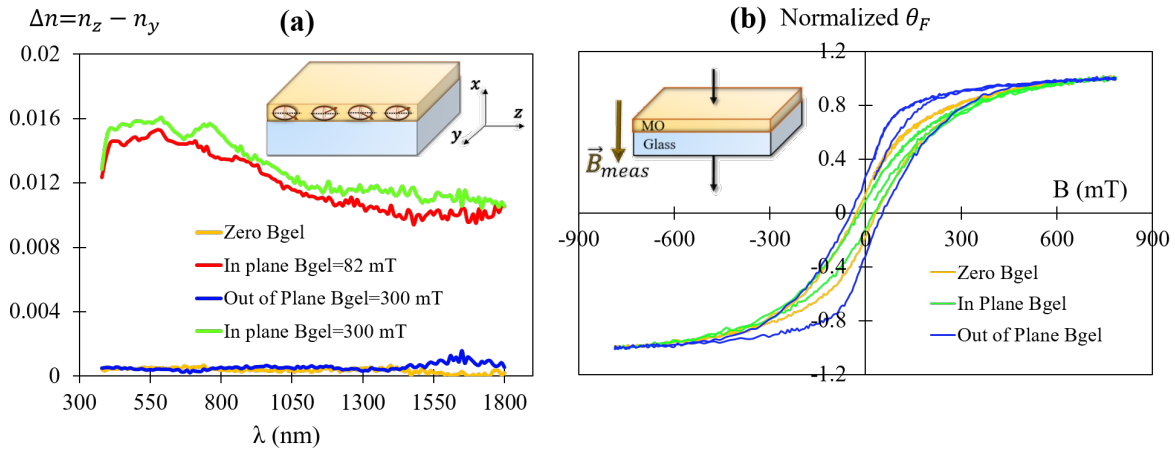 Δn=n_z − n_y
(a)
0.02
0.016
0.012
0.008
0.004
0
300 550 800 1050 1300 1550 1800
λ (nm)
x
y
z
Zero Bgel
In plane Bgel=82 mT
Out of Plane Bgel=300 mT
In plane Bgel=300 mT
(b)
Normalized θ_F
1.2
0.8
0.4
0
-0.4
-0.8
-1.2
-900 -600 -300 0 300 600 900
B (mT)
MO
Glass
B⃗_meas
Zero Bgel
In Plane Bgel
Out of Plane Bgel